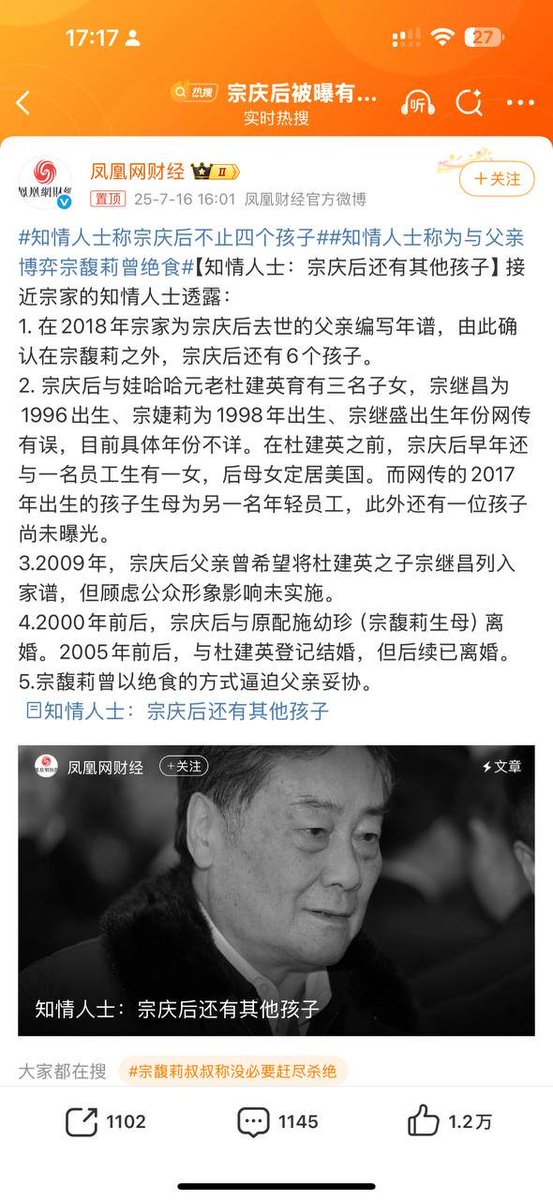 17:17
27
热搜
宗庆后被曝有...
实时热搜
听
凤凰网财经
II
+关注
置顶 25-7-16 16:01 凤凰财经官方微博
#知情人士称宗庆后不止四个孩子##知情人士称为与父亲
博弈宗馥莉曾绝食#【知情人士：宗庆后还有其他孩子】接
近宗家的知情人士透露：
1. 在2018年宗家为宗庆后去世的父亲编写年谱，由此确
认在宗馥莉之外，宗庆后还有6个孩子。
2. 宗庆后与娃哈哈元老杜建英育有三名子女，宗继昌为
1996出生、宗婕莉为1998年出生、宗继盛出生年份网传
有误，目前具体年份不详。在杜建英之前，宗庆后早年还
与一名员工生有一女，后母女定居美国。而网传的2017
年出生的孩子生母为另一名年轻员工，此外还有一位孩子
尚未曝光。
3.2009年，宗庆后父亲曾希望将杜建英之子宗继昌列入
家谱，但顾虑公众形象影响未实施。
4.2000年前后，宗庆后与原配施幼珍（宗馥莉生母）离
婚。2005年前后，与杜建英登记结婚，但后续已离婚。
5.宗馥莉曾以绝食的方式逼迫父亲妥协。
知情人士：宗庆后还有其他孩子
凤凰网财经 +关注 文章
知情人士：宗庆后还有其他孩子
大家都在搜 #宗馥莉叔叔称没必要赶尽杀绝
1102 1145 1.2万